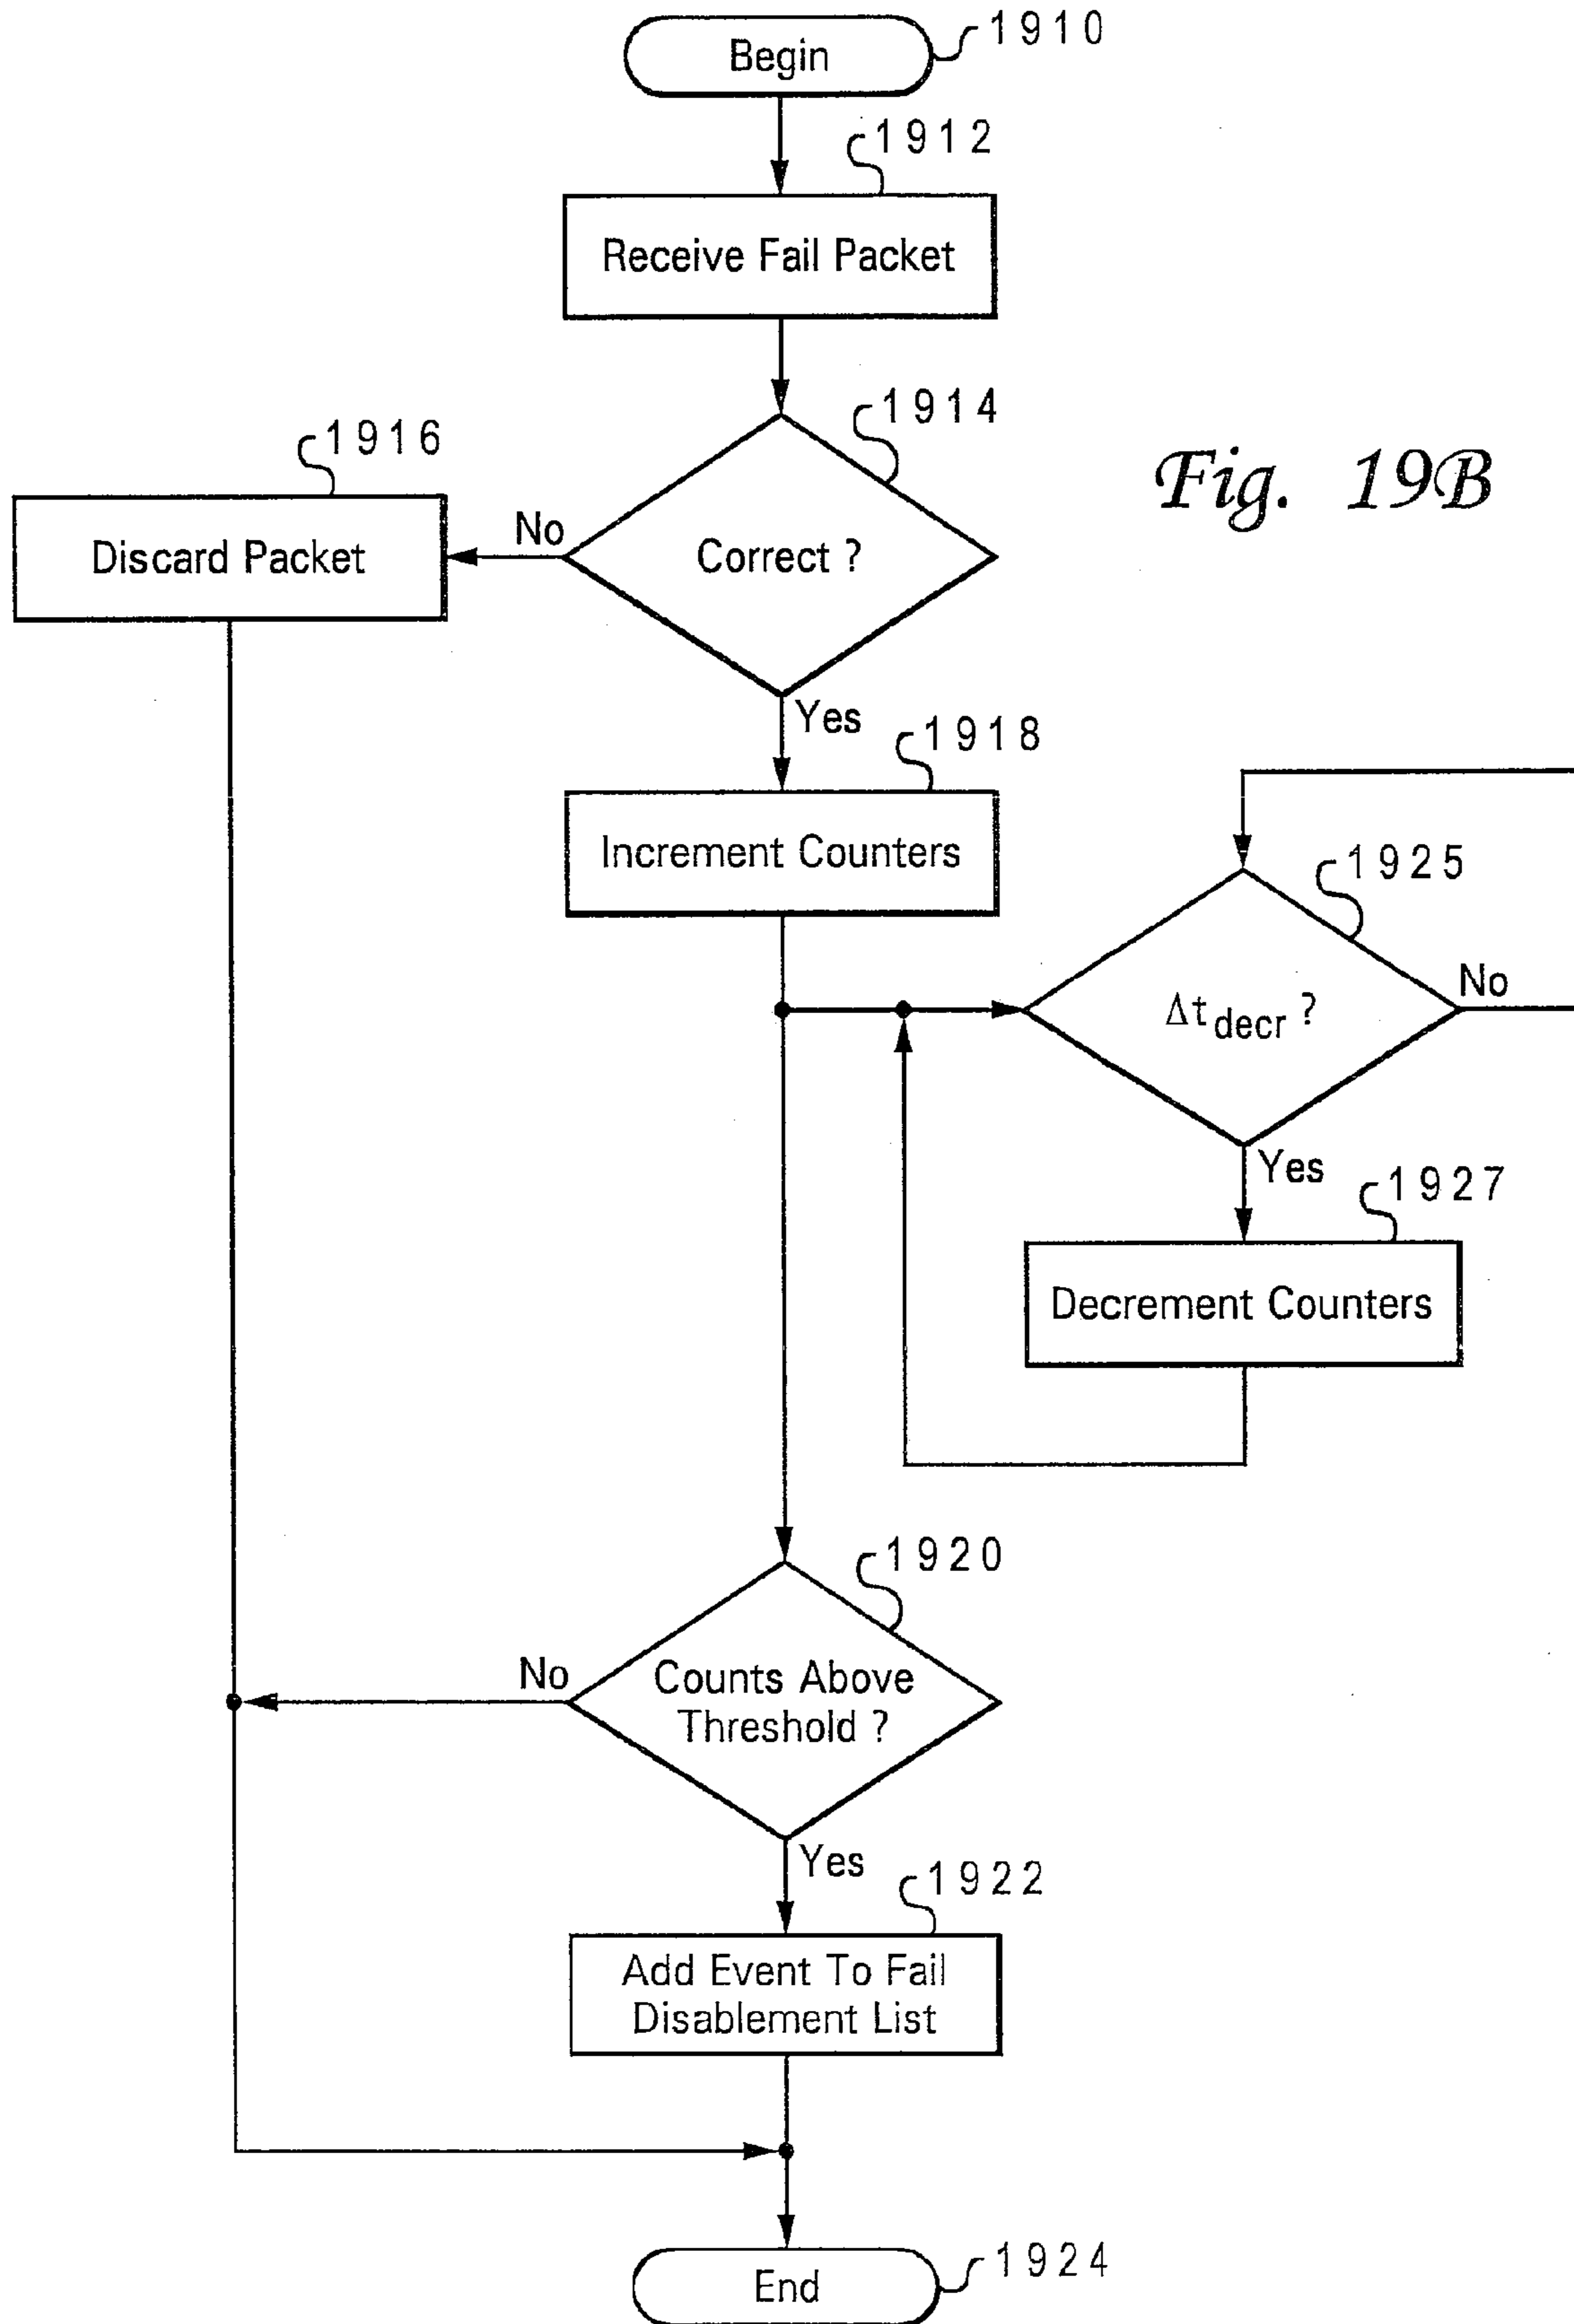 Begin
1910
1912
Receive Fail Packet
1914
1916
Fig. 19B
Discard Packet
No
Correct ?
Yes
1918
Increment Counters
1925
Δt_decr ?
No
Yes
1927
Decrement Counters
1920
No
Counts Above
Threshold ?
Yes
1922
Add Event To Fail
Disablement List
End
1924